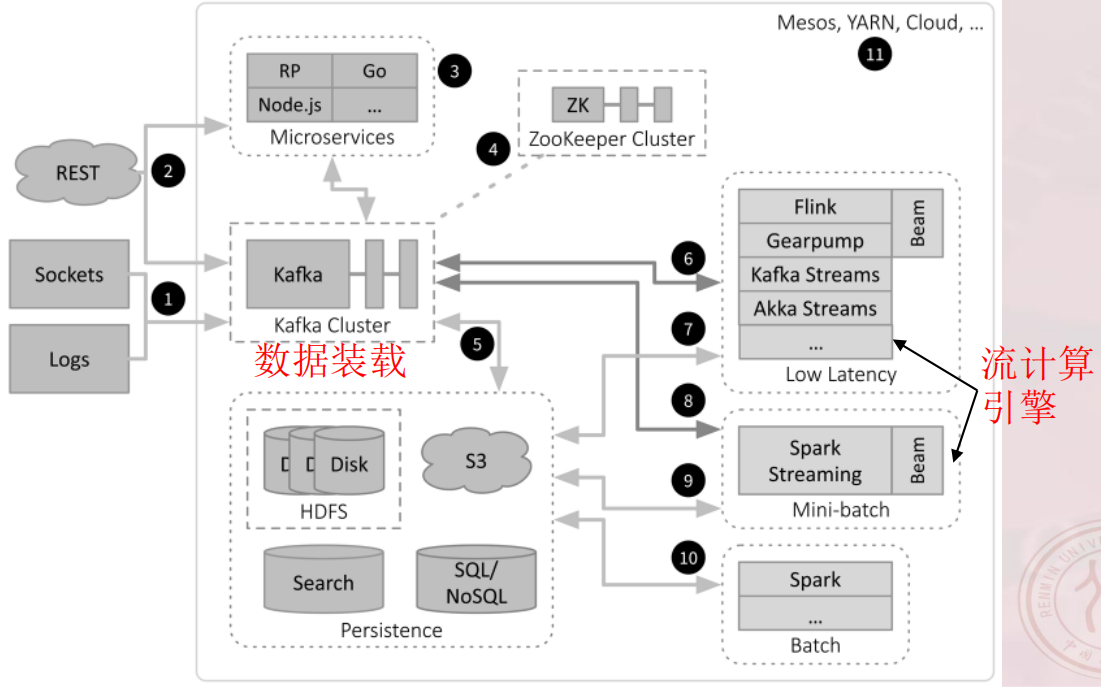 Mesos, YARN, Cloud, ...
11
RP
Go
Node.js
...
Microservices
3
ZK
ZooKeeper Cluster
4
REST
2
Sockets
Logs
1
Kafka
Kafka Cluster
数据装载
5
6
7
8
9
10
Flink
Gearpump
Kafka Streams
Akka Streams
...
Beam
Low Latency
流计算
引擎
Spark
Streaming
Beam
Mini-batch
Spark
...
Batch
D
D
Disk
HDFS
S3
Search
SQL/
NoSQL
Persistence